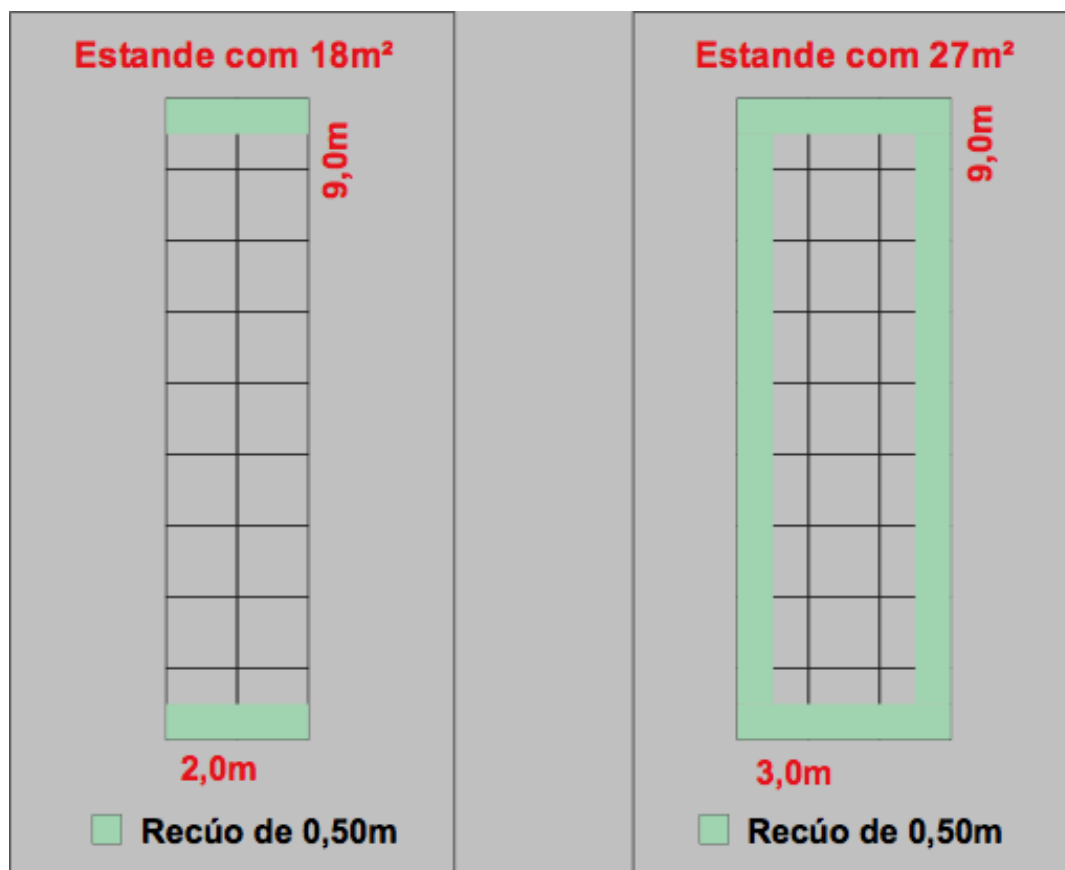 Estande com 18m²
9,0m
2,0m
Recúo de 0,50m
Estande com 27m²
9,0m
3,0m
Recúo de 0,50m